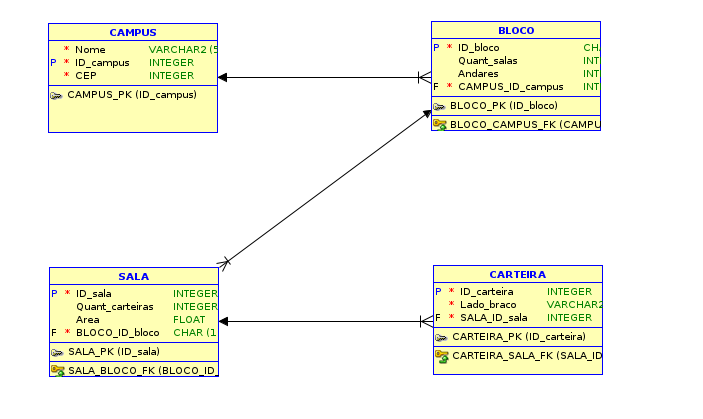 CAMPUS
* Nome VARCHAR2 (5
P * ID_campus INTEGER
* CEP INTEGER
CAMPUS_PK (ID_campus)
BLOCO
P * ID_bloco CHA
Quant_salas INT
Andares INT
F * CAMPUS_ID_campus INT
BLOCO_PK (ID_bloco)
BLOCO_CAMPUS_FK (CAMPU
SALA
P * ID_sala INTEGER
Quant_carteiras INTEGER
Area FLOAT
F * BLOCO_ID_bloco CHAR (1
SALA_PK (ID_sala)
SALA_BLOCO_FK (BLOCO_ID_
CARTEIRA
P * ID_carteira INTEGER
* Lado_braco VARCHAR2
F * SALA_ID_sala INTEGER
CARTEIRA_PK (ID_carteira)
CARTEIRA_SALA_FK (SALA_ID